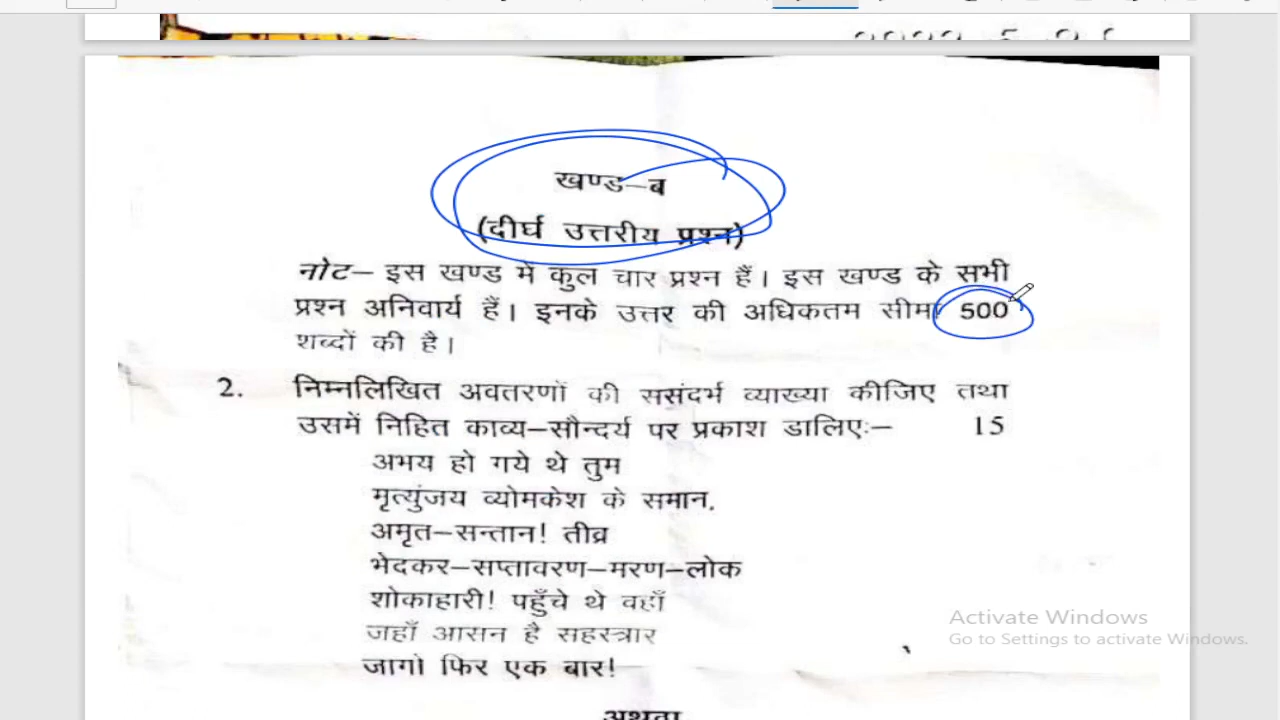 खण्ड–ब
(दीर्घ उत्तरीय प्रश्न)
नोट– इस खण्ड में कुल चार प्रश्न हैं। इस खण्ड के सभी
प्रश्न अनिवार्य हैं। इनके उत्तर की अधिकतम सीमा 500
शब्दों की है।
2. निम्नलिखित अवतरणों की ससंदर्भ व्याख्या कीजिए तथा
उसमें निहित काव्य–सौन्दर्य पर प्रकाश डालिए:– 15
अभय हो गये थे तुम
मृत्युंजय व्योमकेश के समान,
अमृत–सन्तान! तीव्र
भेदकर–सप्तावरण–मरण–लोक
शोकाहारी! पहुँचे थे वहाँ
जहाँ आसन है सहस्त्रार
जागो फिर एक बार!
अथवा
Activate Windows
Go to Settings to activate Windows.